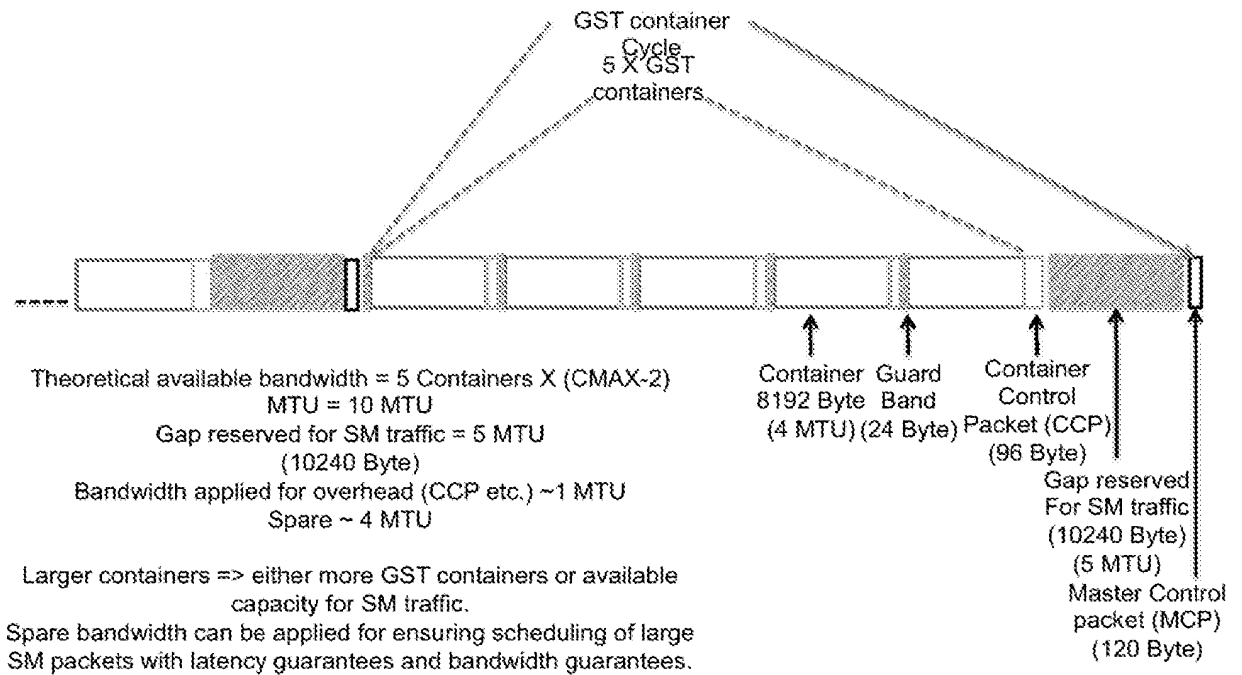 GST container
Cycle
5 X GST
containers
Theoretical available bandwidth = 5 Containers X (CMAX-2)
MTU = 10 MTU
Gap reserved for SM traffic = 5 MTU
(10240 Byte)
Bandwidth applied for overhead (CCP etc.) ~1 MTU
Spare ~ 4 MTU
Larger containers => either more GST containers or available
capacity for SM traffic.
Spare bandwidth can be applied for ensuring scheduling of large
SM packets with latency guarantees and bandwidth guarantees.
Container
8192 Byte
(4 MTU)
Guard
Band
(24 Byte)
Container
Control
Packet (CCP)
(96 Byte)
Gap reserved
For SM traffic
(10240 Byte)
(5 MTU)
Master Control
packet (MCP)
(120 Byte)